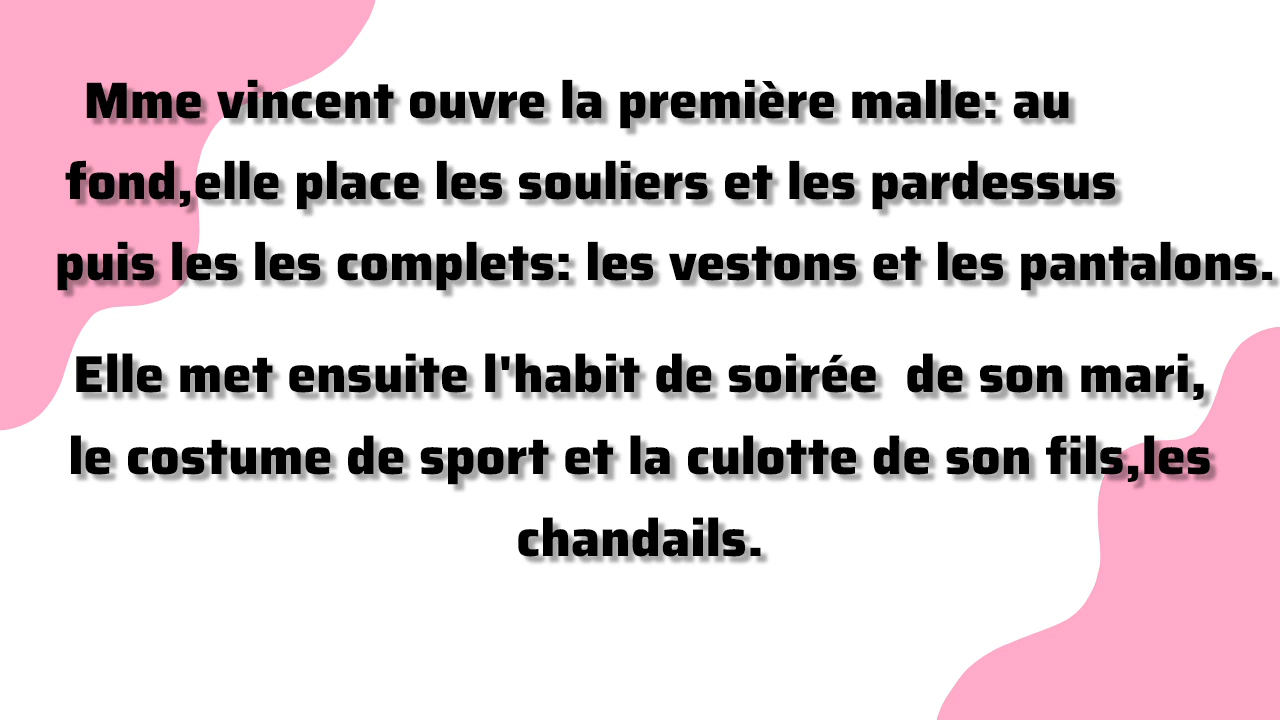 Mme vincent ouvre la première malle: au
fond,elle place les souliers et les pardessus
puis les les complets: les vestons et les pantalons.
Elle met ensuite l'habit de soirée  de son mari,
le costume de sport et la culotte de son fils,les
chandails.